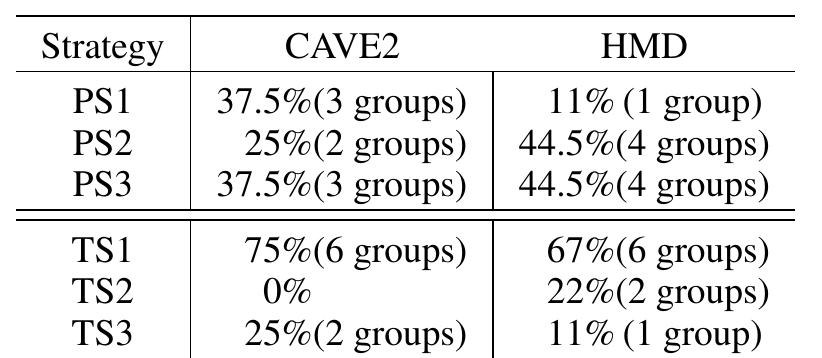 Strategy CAVE2 HMD
PS1 37.5%(3 groups) 11% (1 group)
PS2 25%(2 groups) 44.5%(4 groups)
PS3 37.5%(3 groups) 44.5%(4 groups)
TS1 75%(6 groups) 67%(6 groups)
TS2 0% 22%(2 groups)
TS3 25%(2 groups) 11% (1 group)